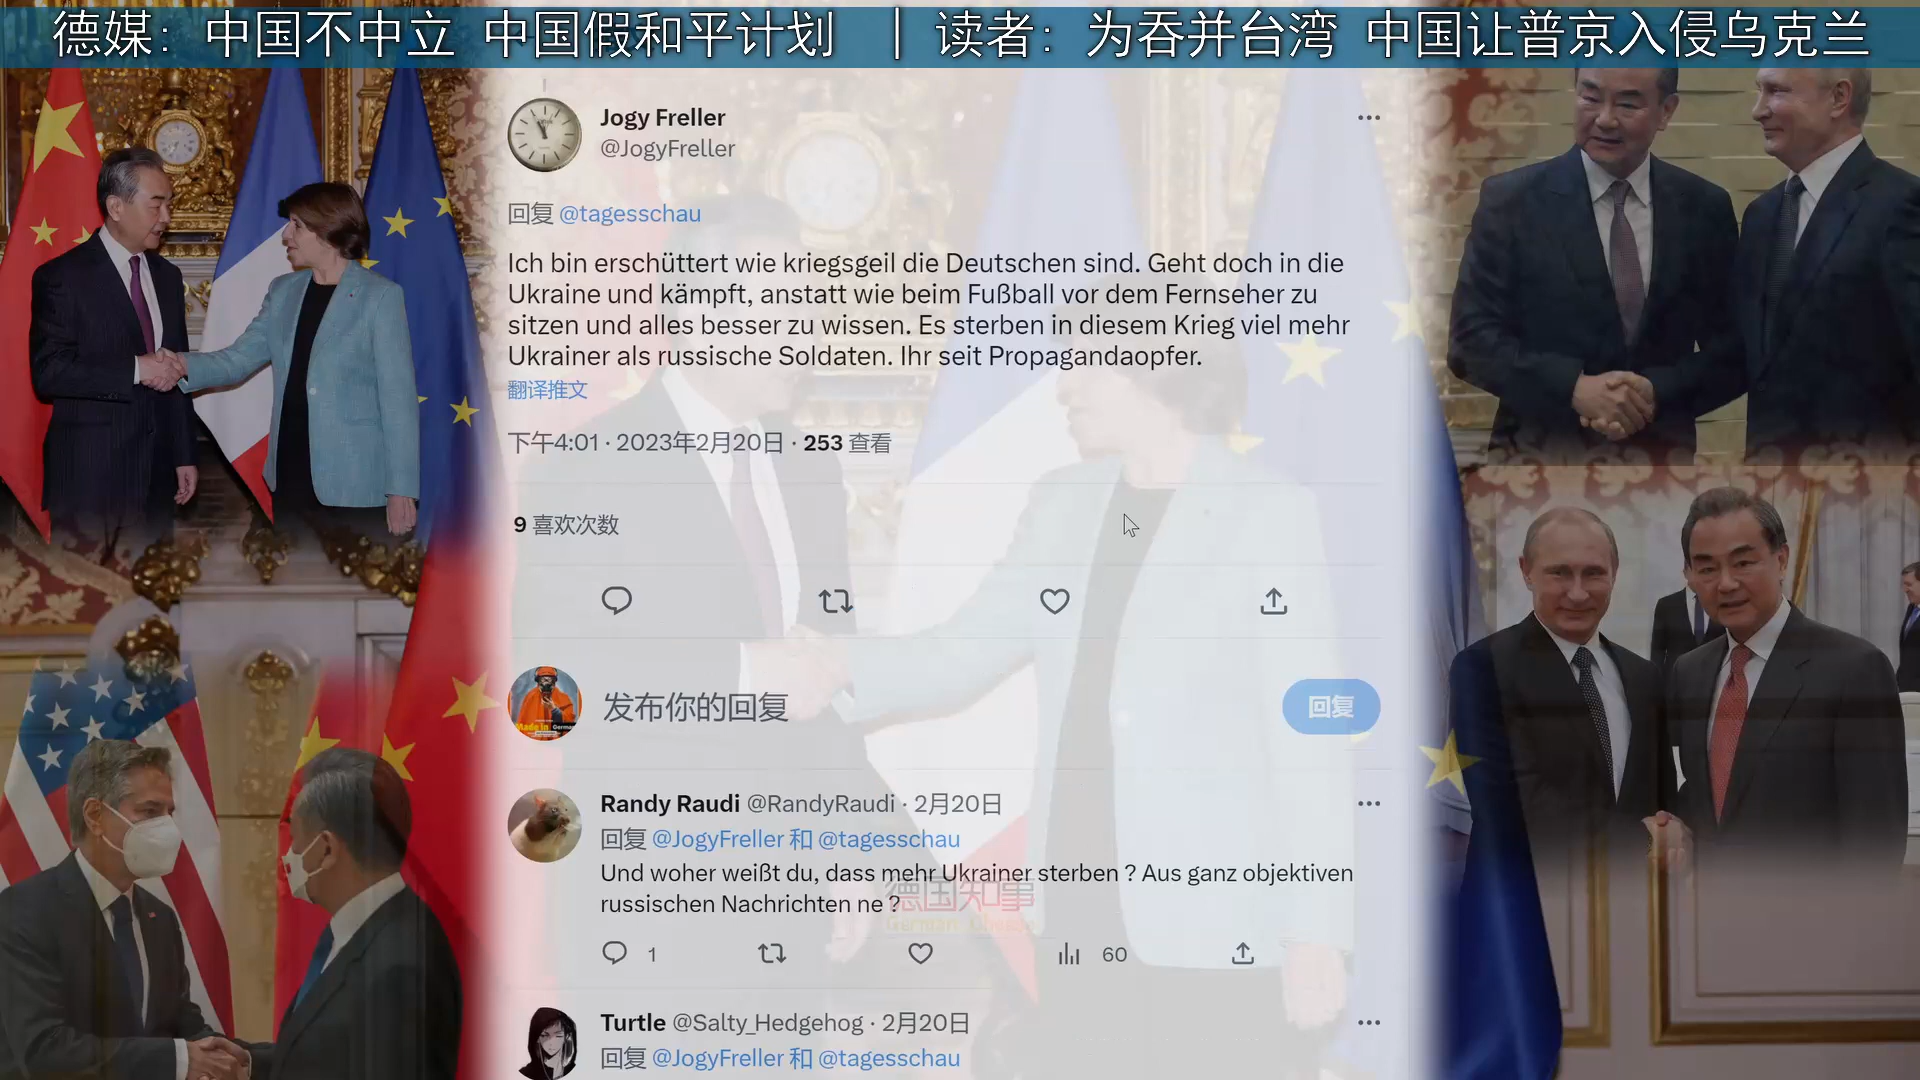 德媒: 中国不中立 中国假和平计划 | 读者: 为吞并台湾 中国让普京入侵乌克兰
Jogy Freller
@JogyFreller
回复 @tagesschau
Ich bin erschüttert wie kriegsgeil die Deutschen sind. Geht doch in die
Ukraine und kämpft, anstatt wie beim Fußball vor dem Fernseher zu
sitzen und alles besser zu wissen. Es sterben in diesem Krieg viel mehr
Ukrainer als russische Soldaten. Ihr seit Propagandaopfer.
翻译推文
下午4:01 · 2023年2月20日 · 253 查看
9 喜欢次数
发布你的回复
回复
Randy Raudi @RandyRaudi · 2月20日
回复 @JogyFreller 和 @tagesschau
Und woher weißt du, dass mehr Ukrainer sterben ? Aus ganz objektiven
russischen Nachrichten ne ?
德国知事
1 60
Turtle @Salty_Hedgehog · 2月20日
回复 @JogyFreller 和 @tagesschau